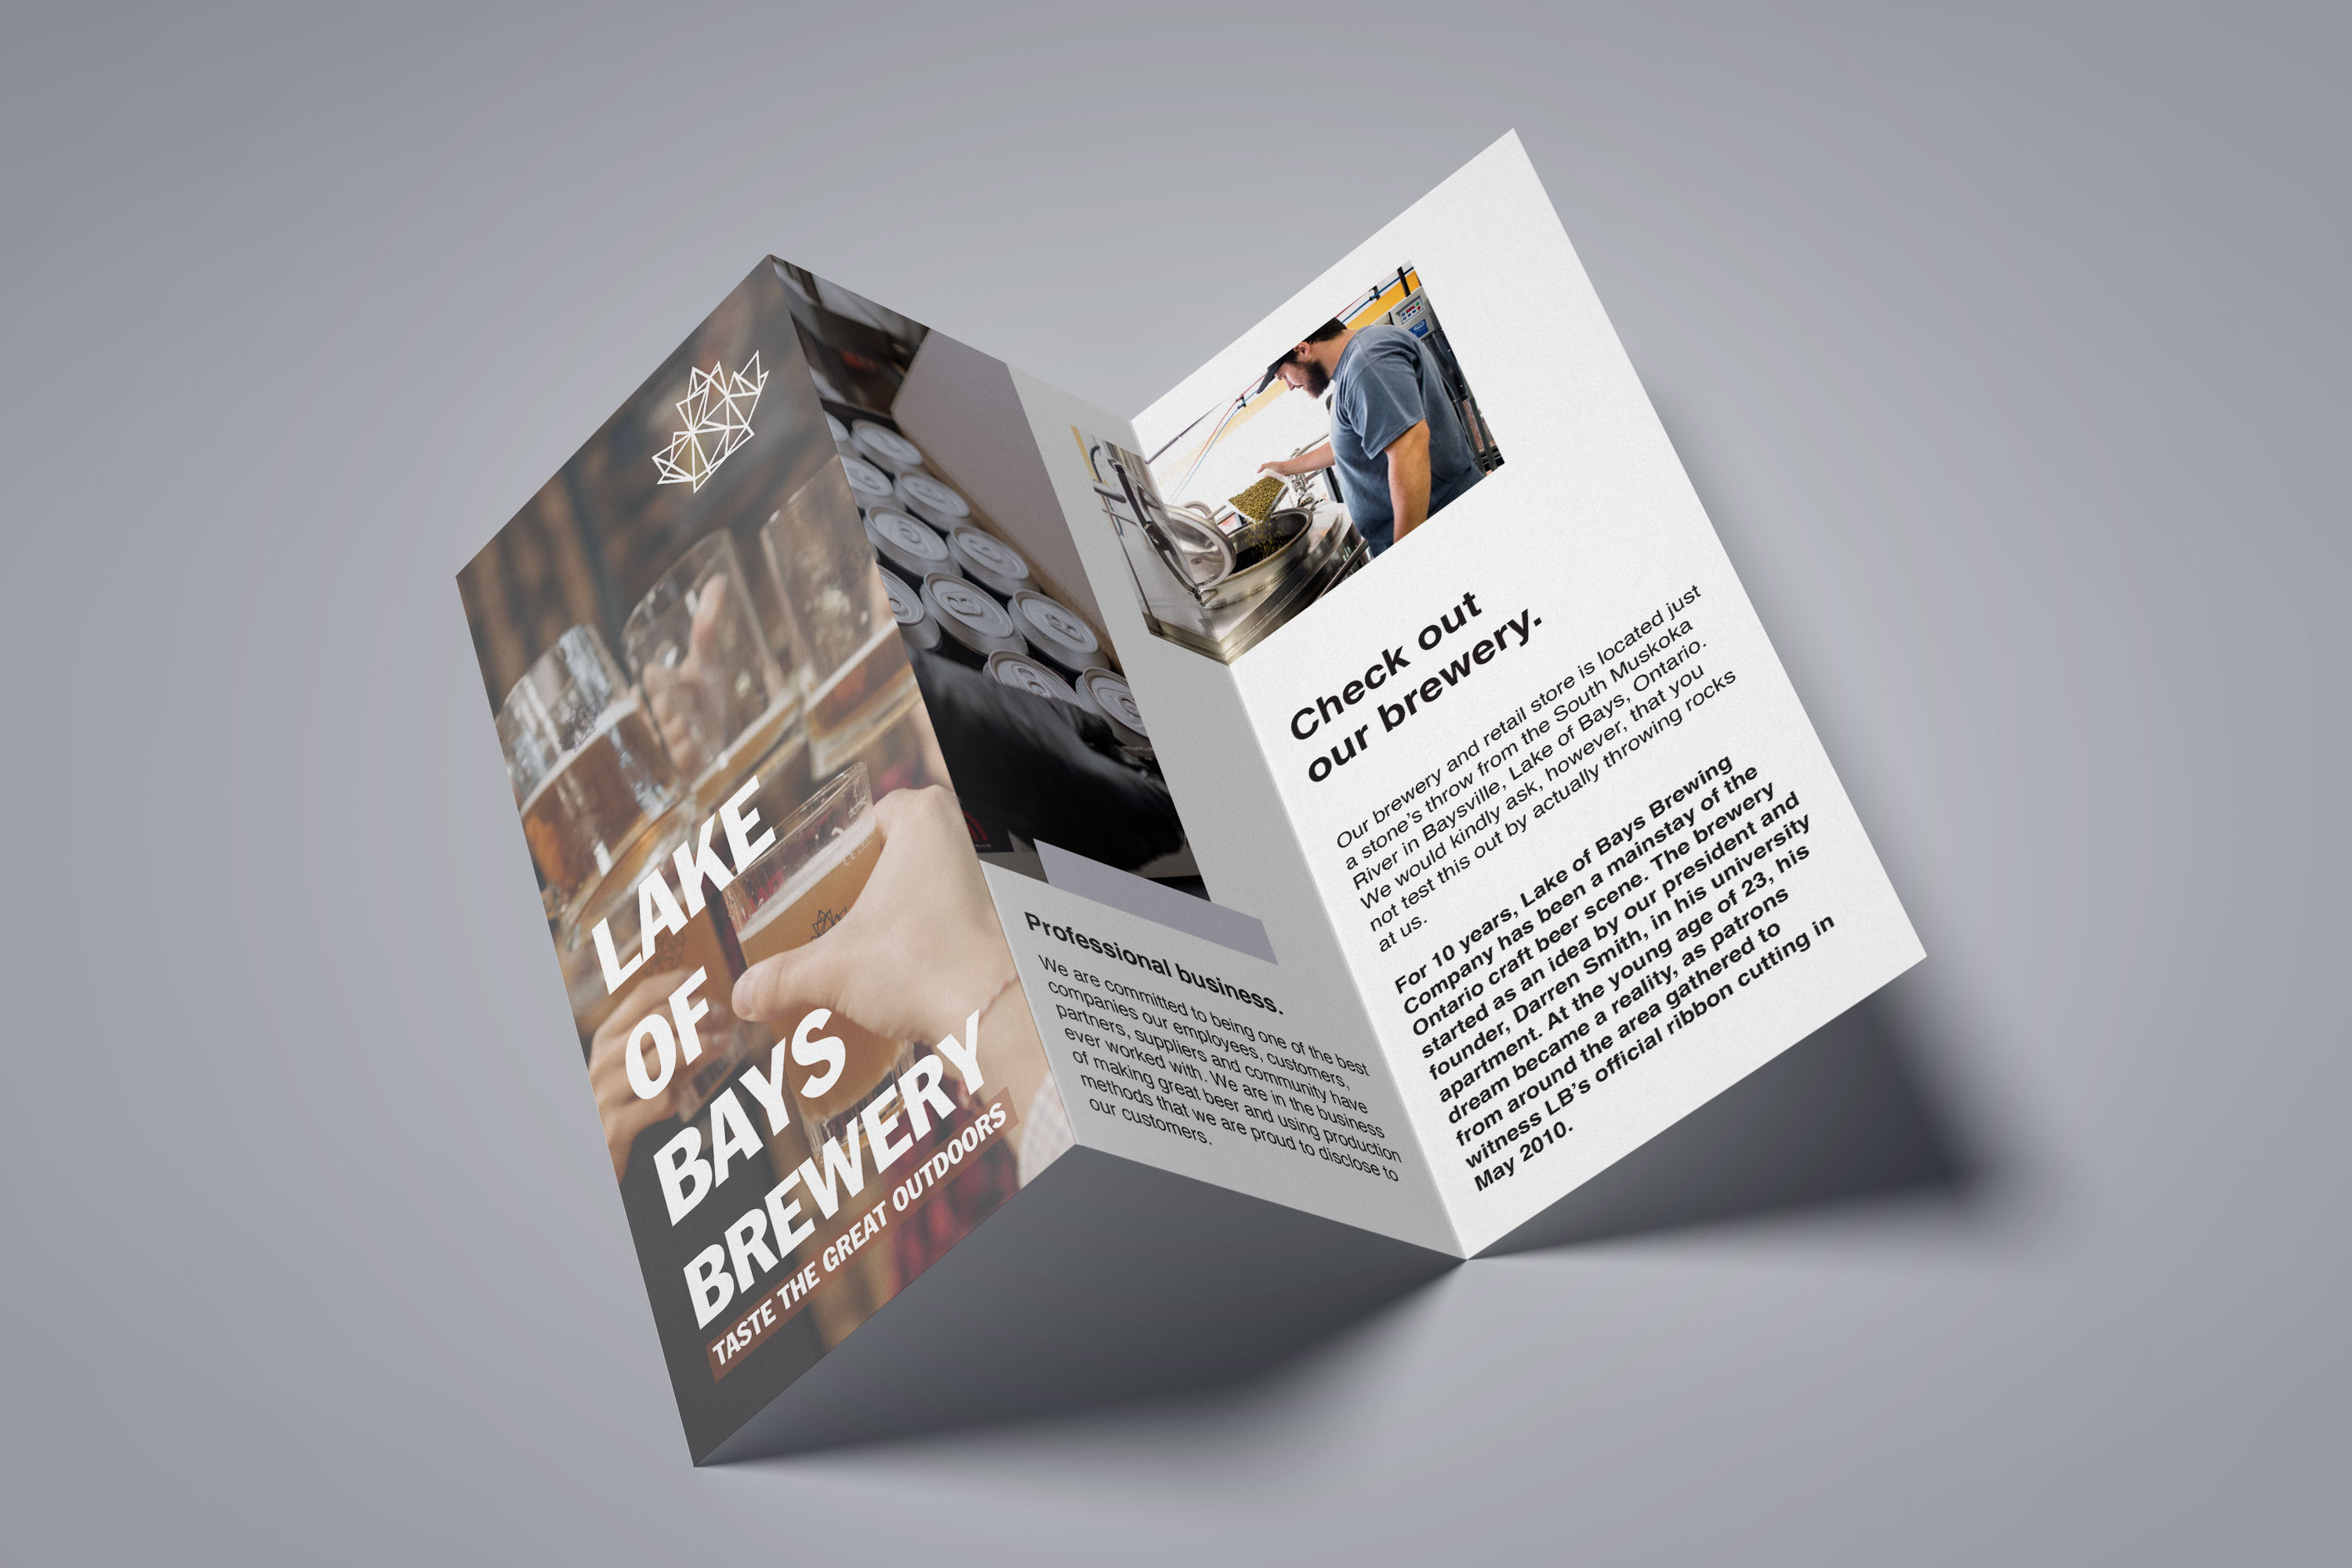 LAKE
OF
BAYS
BREWERY
TASTE THE GREAT OUTDOORS
Professional business.
We are committed to being one of the best
companies our employees, customers,
partners, suppliers and community have
ever worked with. We are in the business
of making great beer and using production
methods that we are proud to disclose to
our customers.
Check out
our brewery.
Our brewery and retail store is located just
a stone's throw from the South Muskoka
River in Baysville, Lake of Bays, Ontario.
We would kindly ask, however, that you
not test this out by actually throwing rocks
at us.
For 10 years, Lake of Bays Brewing
Company has been a mainstay of the
Ontario craft beer scene. The brewery
started as an idea by our president and
founder, Darren Smith, in his university
apartment. At the young age of 23, his
dream became a reality, as patrons
from around the area gathered to
witness LB's official ribbon cutting in
May 2010.